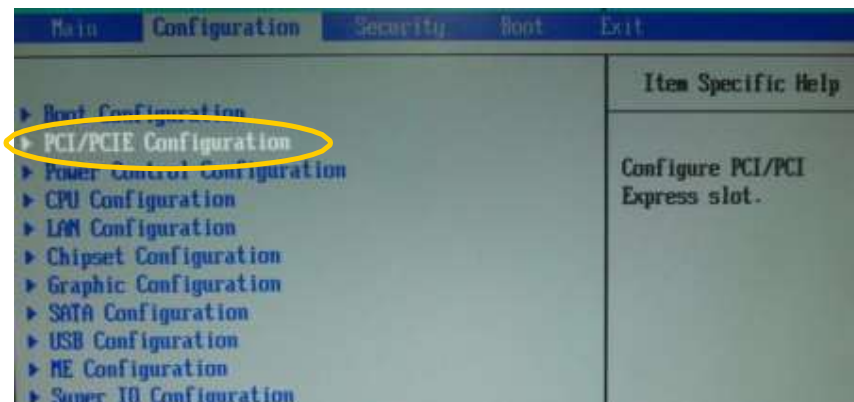 Main Configuration Security Boot Exit
Item Specific Help
▶ Boot Configuration
▶ PCI/PCIE Configuration
▶ Power Control Configuration
▶ CPU Configuration
▶ LAN Configuration
▶ Chipset Configuration
▶ Graphic Configuration
▶ SATA Configuration
▶ USB Configuration
▶ ME Configuration
▶ Super IO Configuration
Configure PCI/PCI
Express slot.